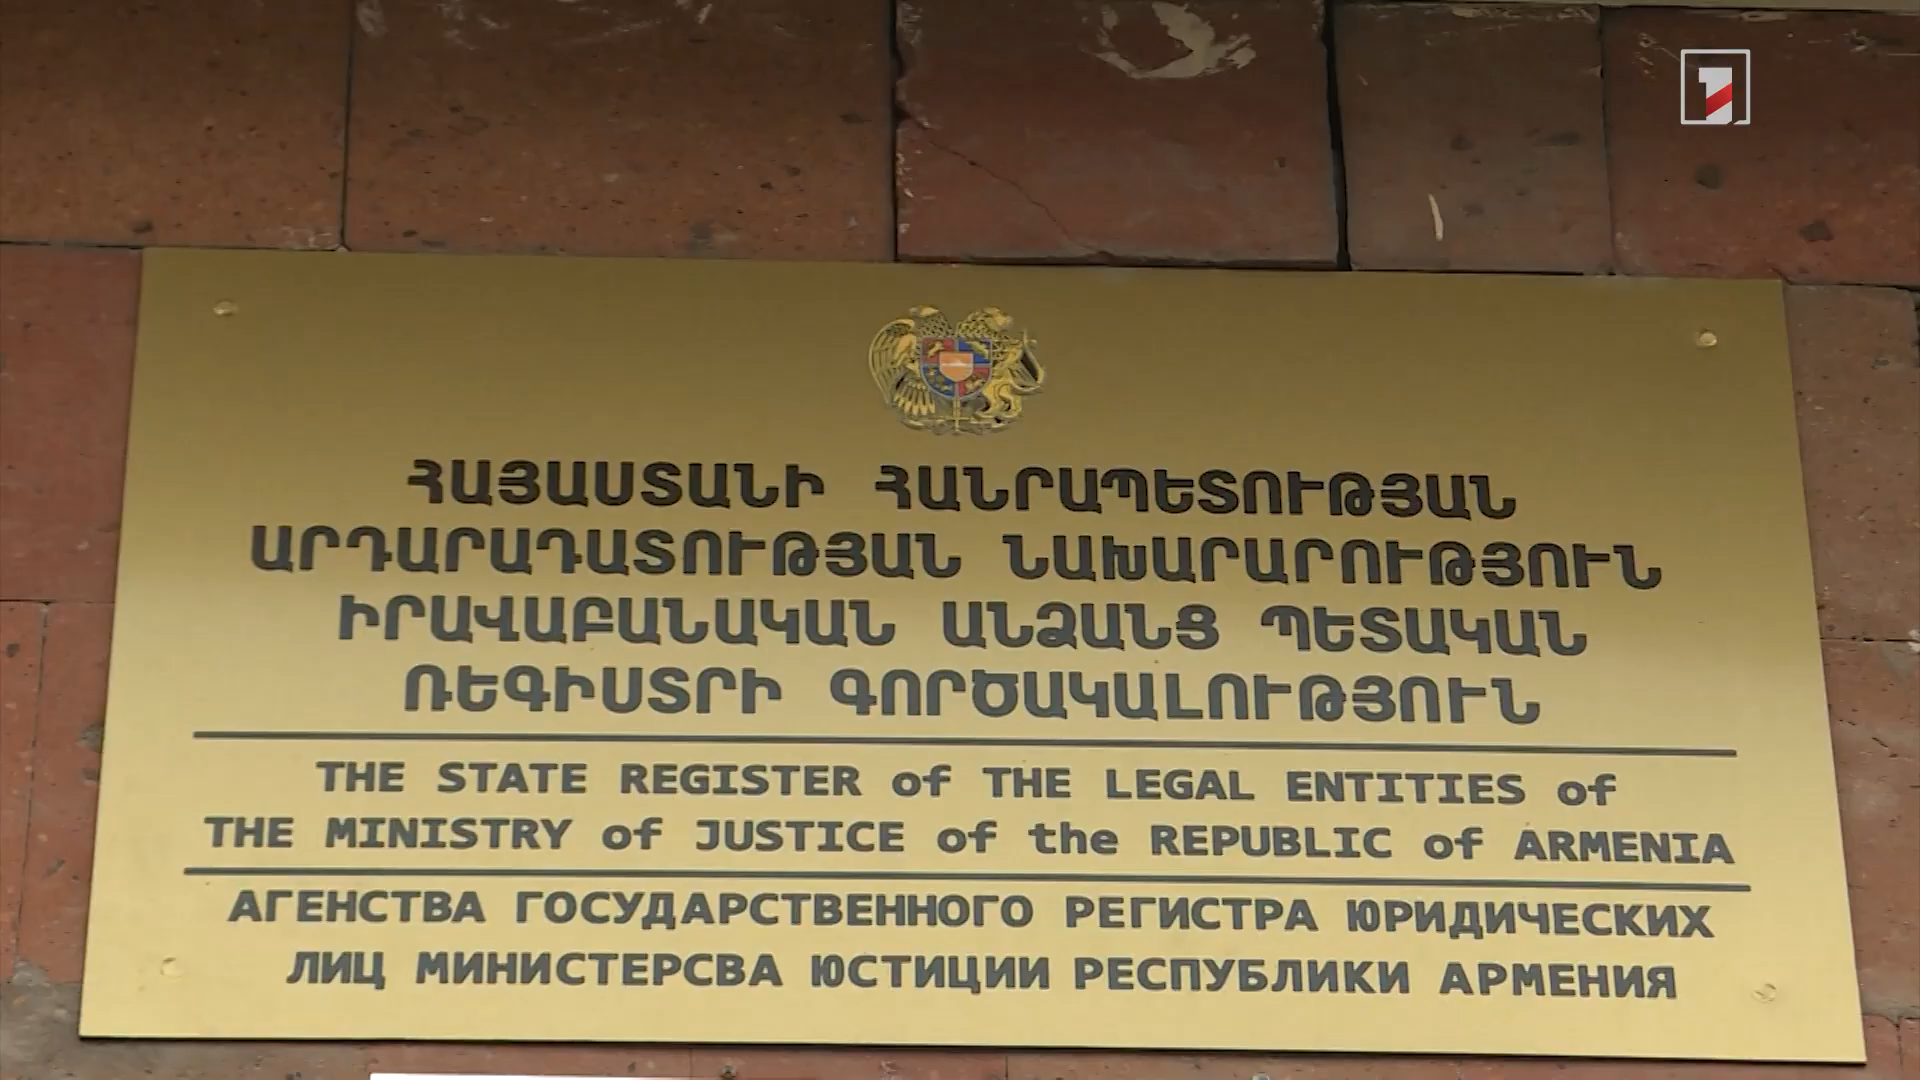 ՀԱՅԱՍՏԱՆԻ ՀԱՆՐԱՊԵՏՈՒԹՅԱՆ
ԱՐԴԱՐԱԴԱՏՈՒԹՅԱՆ ՆԱԽԱՐԱՐՈՒԹՅՈՒՆ
ԻՐԱՎԱԲԱՆԱԿԱՆ ԱՆՁԱՆՑ ՊԵՏԱԿԱՆ
ՌԵԳԻՍՏՐԻ ԳՈՐԾԱԿԱԼՈՒԹՅՈՒՆ
THE STATE REGISTER of THE LEGAL ENTITIES of
THE MINISTRY of JUSTICE of the REPUBLIC of ARMENIA
АГЕНСТВА ГОСУДАРСТВЕННОГО РЕГИСТРА ЮРИДИЧЕСКИХ
ЛИЦ МИНИСТЕРСВА ЮСТИЦИИ РЕСПУБЛИКИ АРМЕНИЯ